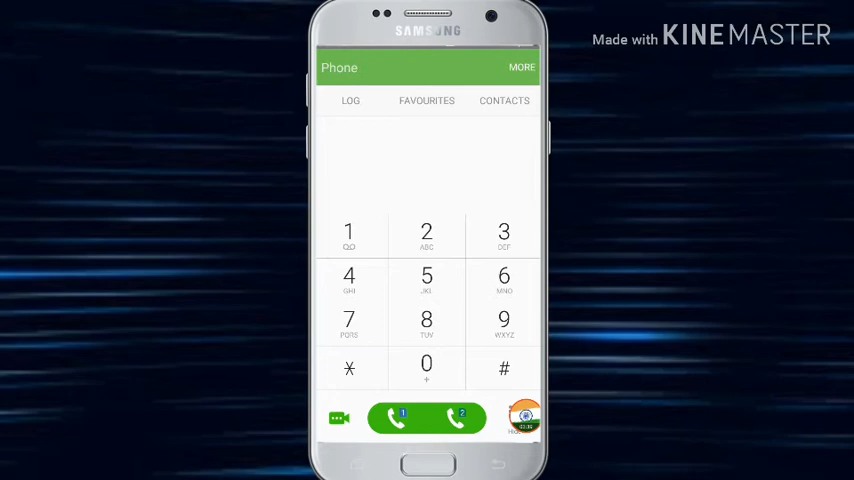 Made with KINEMASTER
SAMSUNG
Phone MORE
LOG FAVOURITES CONTACTS
1 2 ABC 3 DEF
4 GHI 5 JKL 6 MNO
7 PQRS 8 TUV 9 WXYZ
* 0 + #
1 2